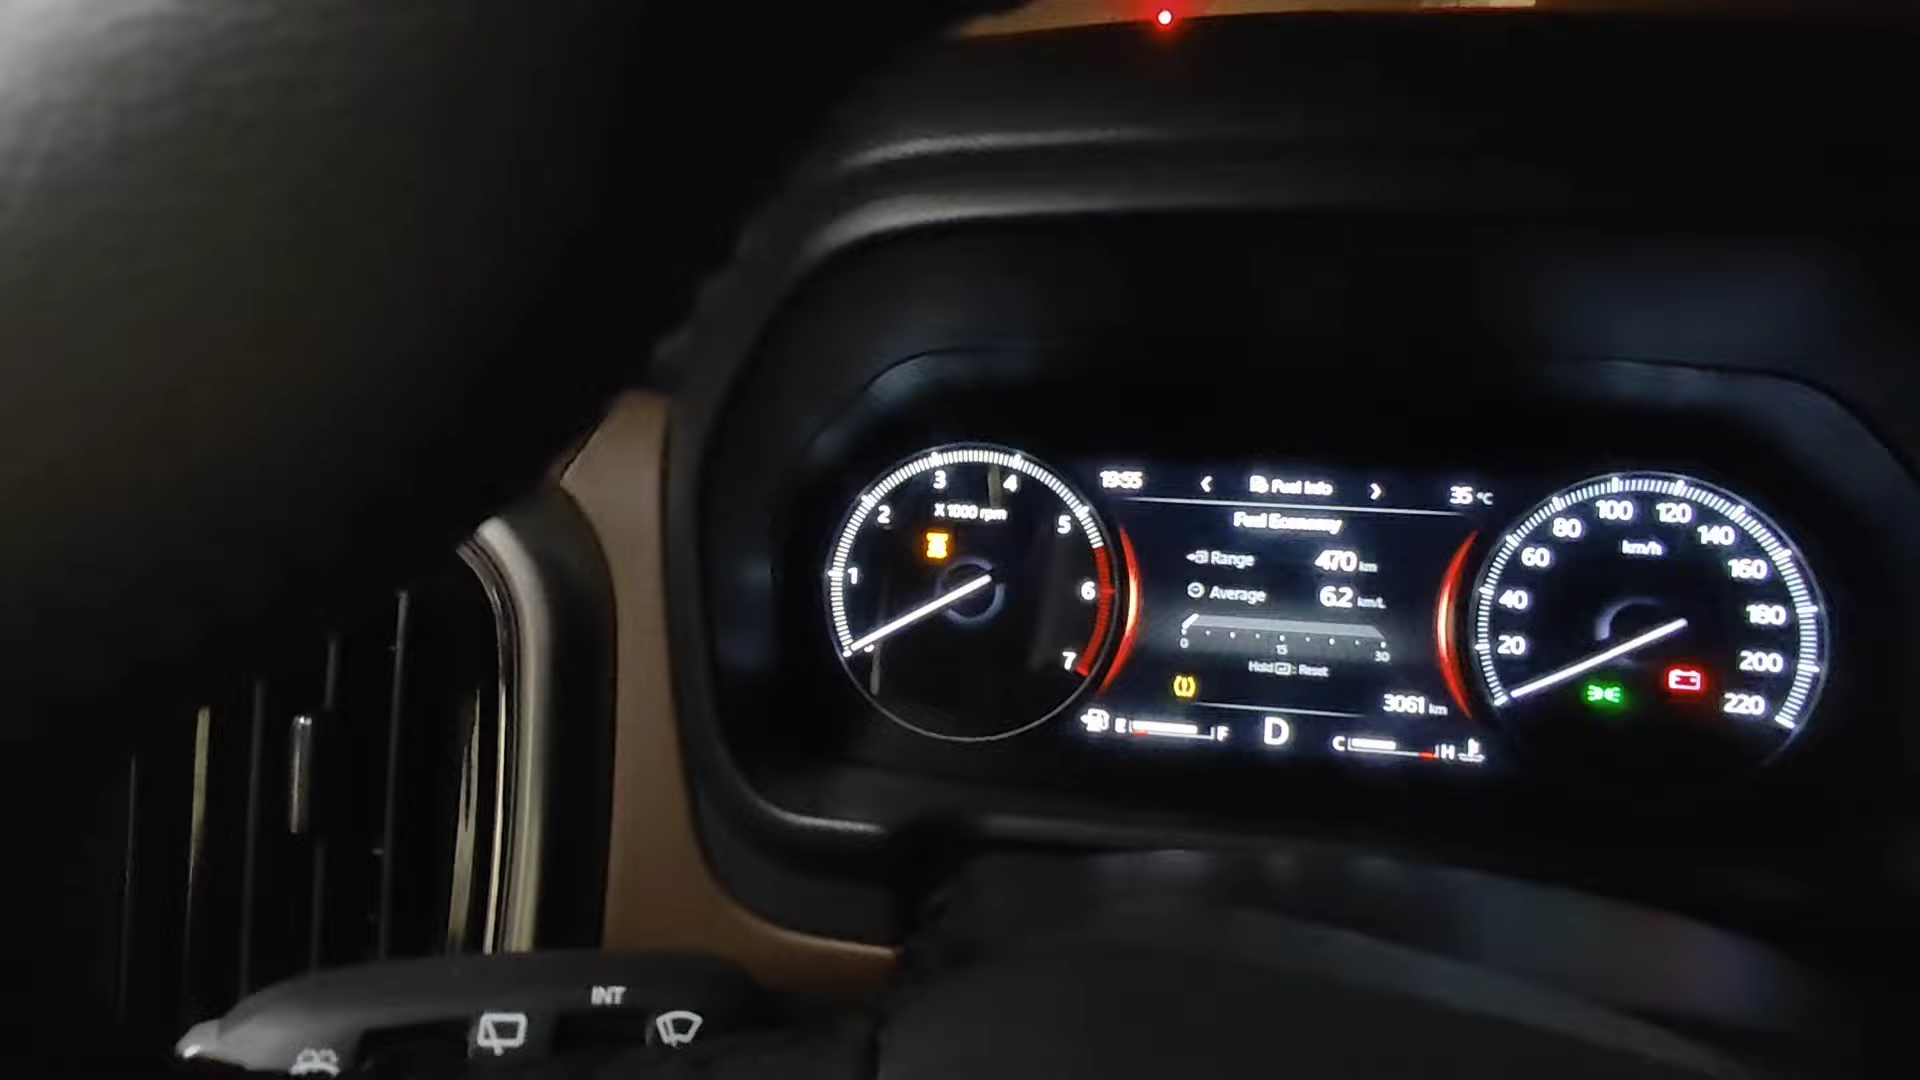 19:55 Fuel Info 35 °C
Fuel Economy
Range 470 km
Average 6.2 km/L
0 15 30
Hold : Reset
3061 km
E F D C H
1 2 3 4 5 6 7
X 1000 rpm
20 40 60 80 100 120 140 160 180 200 220
km/h
INT